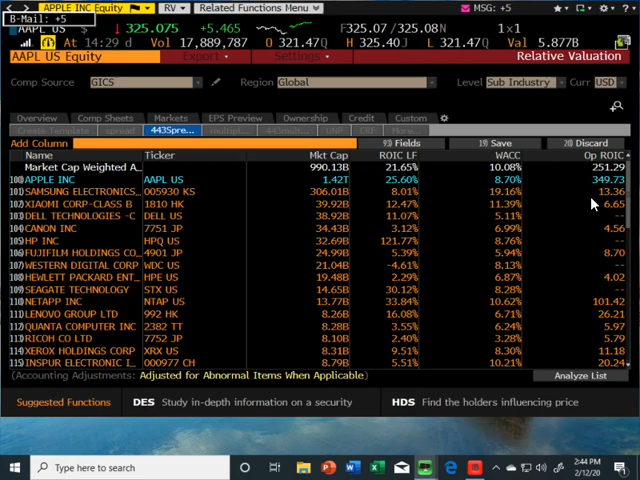 APPLE INC Equity RV Related Functions Menu MSG: +5
B-Mail: +5
AAPL US $ 325.075 +5.465 F325.07 / 325.08N 1x1
At 14:29 d Vol 17,889,787 O 321.47Q H 325.40J L 321.47Q Val 5.877B
AAPL US Equity Export Settings Relative Valuation
Comp Source GICS Region Global Level Sub Industry Curr USD
Overview Comp Sheets Markets EPS Preview Ownership Credit Custom
Create Template spread 443Spre... multipl... 443mult... UNP CRF More...
Add Column 90 Fields 19) Save 20) Discard
Name Ticker Mkt Cap ROIC LF WACC Op ROIC
Market Cap Weighted A... 990.13B 21.65% 10.08% 251.29
100 APPLE INC AAPL US 1.42T 25.60% 8.70% 349.73
101 SAMSUNG ELECTRONICS... 005930 KS 306.01B 8.01% 19.16% 13.36
102 XIAOMI CORP-CLASS B 1810 HK 39.92B 12.47% 11.39% 6.65
103 DELL TECHNOLOGIES -C DELL US 38.92B 11.07% 5.11% --
104 CANON INC 7751 JP 34.43B 3.12% 6.99% 4.56
105 HP INC HPQ US 32.69B 121.77% 8.76% --
106 FUJIFILM HOLDINGS CO... 4901 JP 24.99B 5.39% 5.94% 8.70
107 WESTERN DIGITAL CORP WDC US 21.04B -4.61% 8.13% --
108 HEWLETT PACKARD ENT... HPE US 19.48B 2.29% 6.87% 4.02
109 SEAGATE TECHNOLOGY STX US 14.65B 30.12% 8.28% --
110 NETAPP INC NTAP US 13.77B 33.84% 10.62% 101.42
111 LENOVO GROUP LTD 992 HK 8.26B 16.08% 6.71% 26.21
112 QUANTA COMPUTER INC 2382 TT 8.28B 3.55% 6.24% 5.97
113 RICOH CO LTD 7752 JP 8.10B 2.40% 3.28% 5.79
114 XEROX HOLDINGS CORP XRX US 8.31B 9.51% 8.30% 11.18
115 INSPUR ELECTRONIC I... 000977 CH 8.79B 5.51% 10.21% 20.24
(Accounting Adjustments: Adjusted for Abnormal Items When Applicable) Analyze List
Suggested Functions DES Study in-depth information on a security HDS Find the holders influencing price
Type here to search 2:44 PM
2/12/20